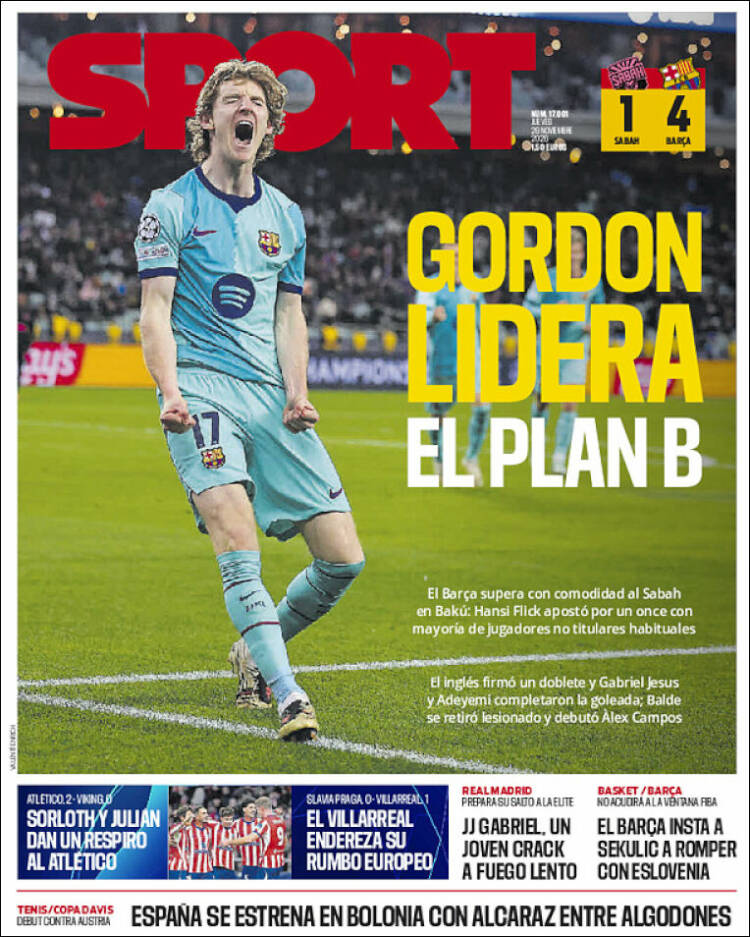 SPORT
NÚM. 17.001
JUEVES
26 NOVIEMBRE
2026
1,50 EUROS
SABAH
1
4
SABAH
BARÇA
GORDON
LIDERA
EL PLAN B
17
CHAMPIONS
El Barça supera con comodidad al Sabah
en Bakú: Hansi Flick apostó por un once con
mayoría de jugadores no titulares habituales
El inglés firmó un doblete y Gabriel Jesus
y Adeyemi completaron la goleada; Balde
se retiró lesionado y debutó Àlex Campos
ATLÉTICO, 2 - VIKING, 0
SORLOTH Y JULIÁN
DAN UN RESPIRO
AL ATLÉTICO
SLAVIA PRAGA, 0 - VILLARREAL, 1
EL VILLARREAL
ENDEREZA SU
RUMBO EUROPEO
REAL MADRID
PREPARA SU SALTO A LA ELITE
JJ GABRIEL, UN
JOVEN CRACK
A FUEGO LENTO
BASKET / BARÇA
NO ACUDIRÁ A LA VENTANA FIBA
EL BARÇA INSTA A
SEKULIC A ROMPER
CON ESLOVENIA
TENIS/COPA DAVIS
DEBUT CONTRA AUSTRIA
ESPAÑA SE ESTRENA EN BOLONIA CON ALCARAZ ENTRE ALGODONES